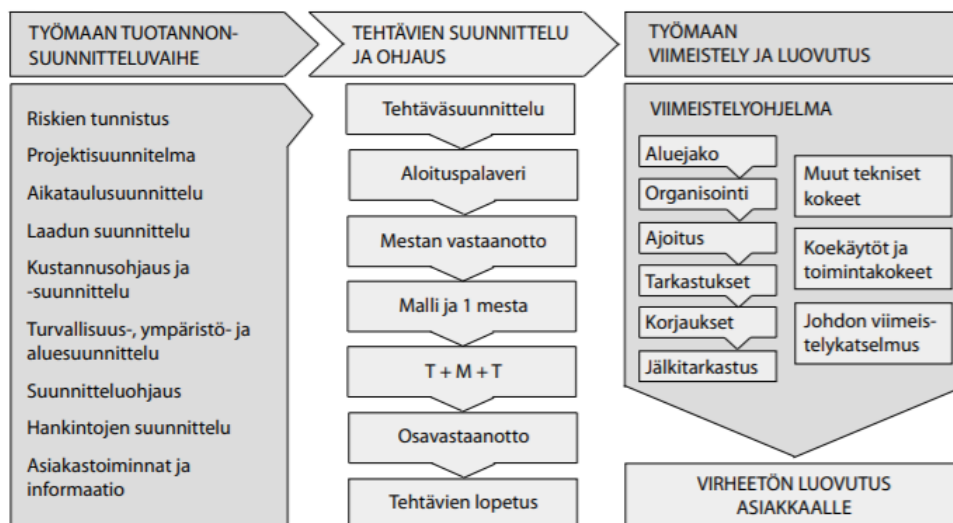 TYÖMAAN TUOTANNON-
SUUNNITTELUVAIHE
Riskien tunnistus
Projektisuunnitelma
Aikataulusuunnittelu
Laadun suunnittelu
Kustannusohjaus ja
-suunnittelu
Turvallisuus-, ympäristö- ja
aluesuunnittelu
Suunnitteluohjaus
Hankintojen suunnittelu
Asiakastoiminnat ja
informaatio
TEHTÄVIEN SUUNNITTELU
JA OHJAUS
Tehtäväsuunnittelu
Aloituspalaveri
Mestan vastaanotto
Malli ja 1 mesta
T + M + T
Osavastaanotto
Tehtävien lopetus
TYÖMAAN
VIIMEISTELY JA LUOVUTUS
VIIMEISTELYOHJELMA
Aluejako
Organisointi
Ajoitus
Tarkastukset
Korjaukset
Jälkitarkastus
Muut tekniset
kokeet
Koekäytöt ja
toimintakokeet
Johdon viimeis-
telykatselmus
VIRHEETÖN LUOVUTUS
ASIAKKAALLE